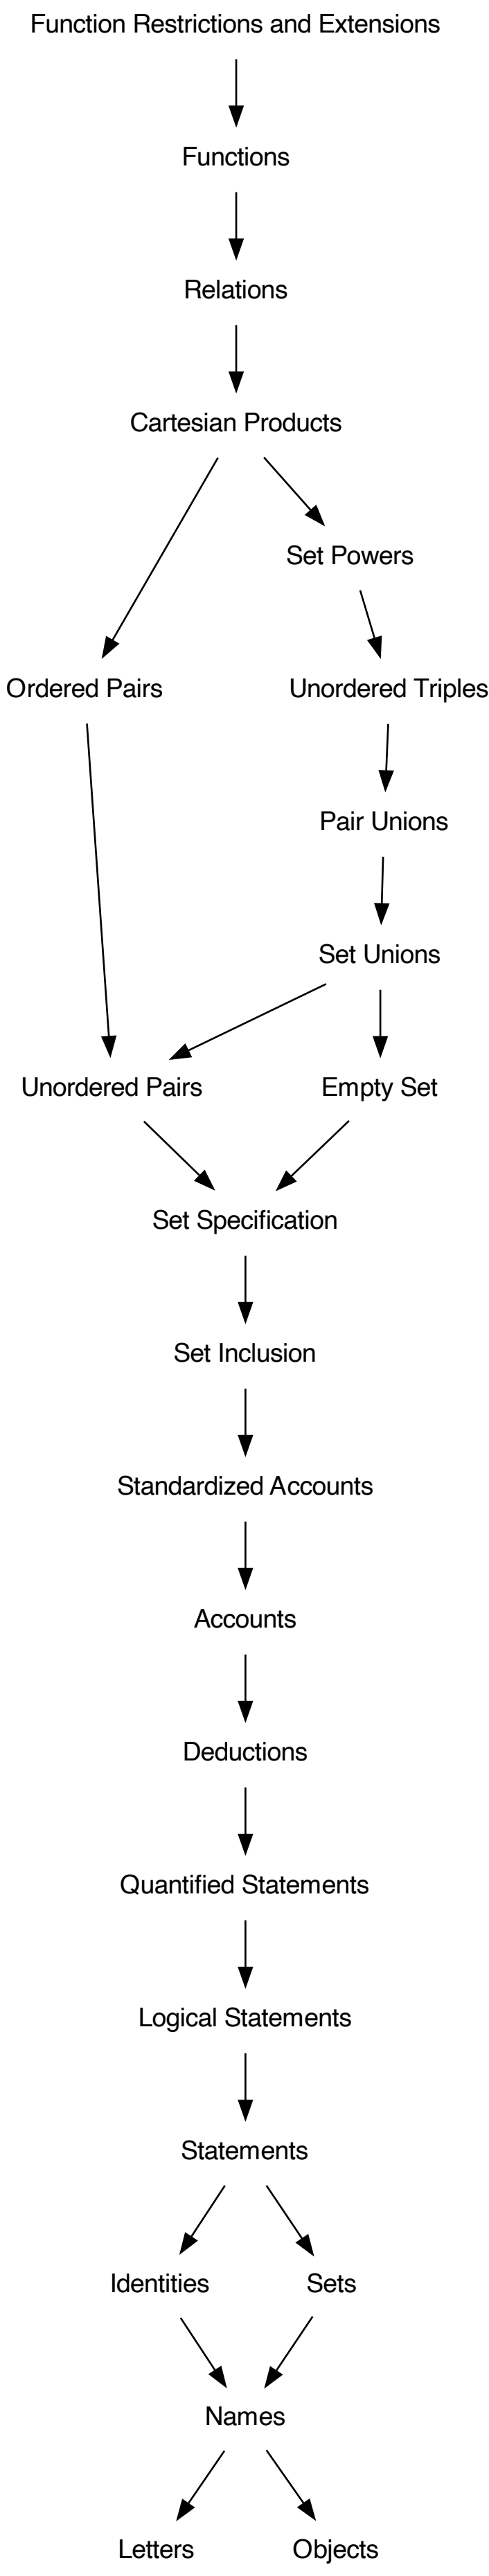 Function Restrictions and Extensions
Functions
Relations
Cartesian Products
Set Powers
Ordered Pairs
Unordered Triples
Pair Unions
Set Unions
Unordered Pairs
Empty Set
Set Specification
Set Inclusion
Standardized Accounts
Accounts
Deductions
Quantified Statements
Logical Statements
Statements
Identities
Sets
Names
Letters
Objects